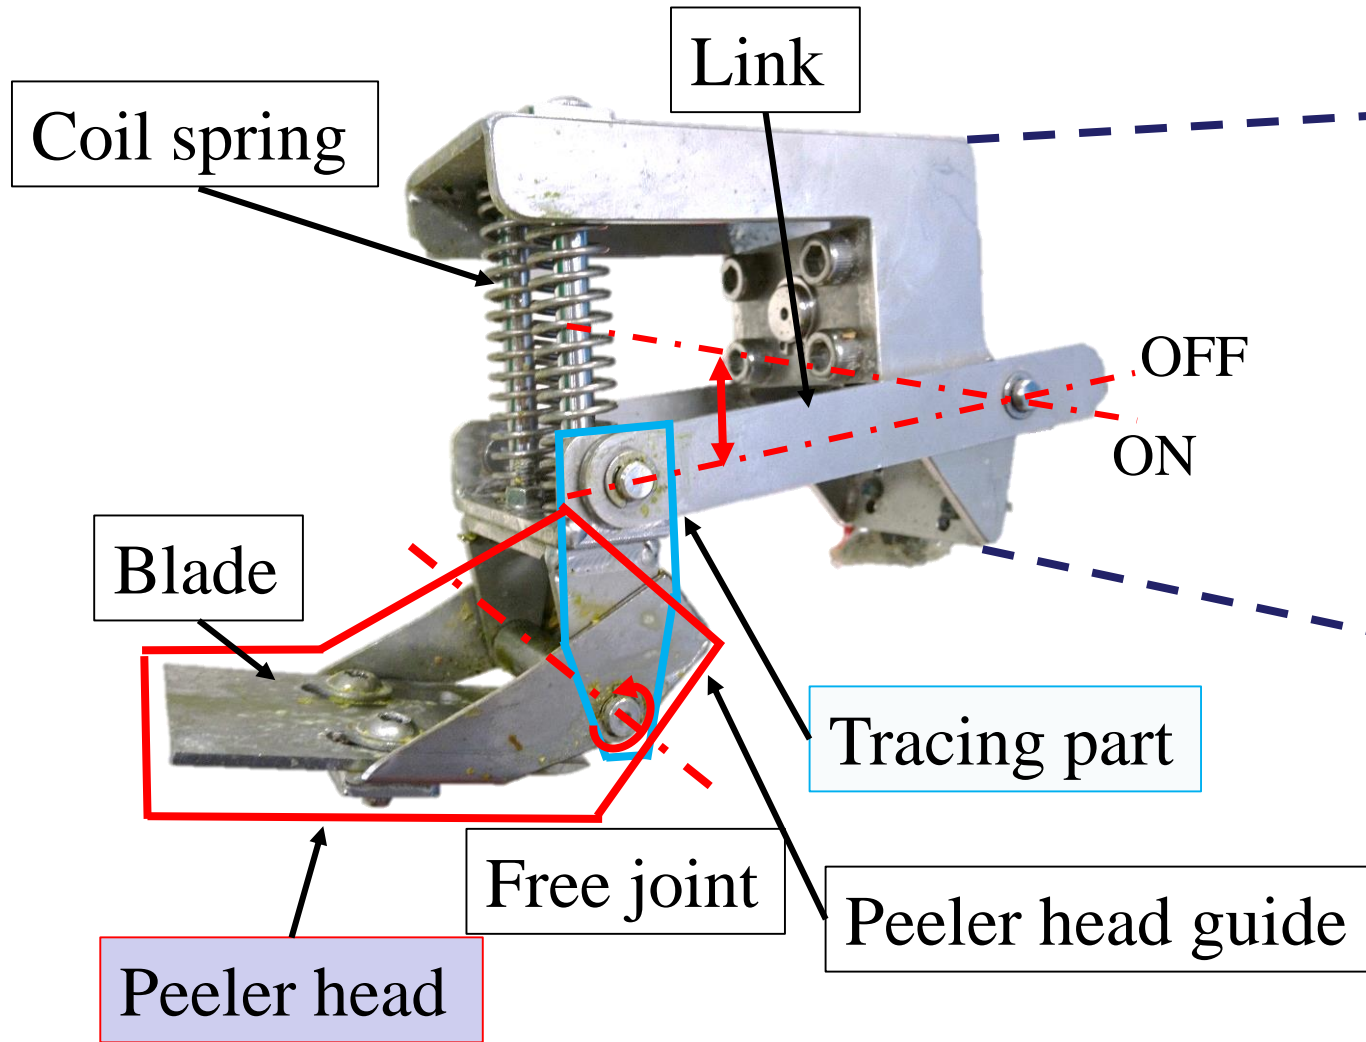 Link
Coil spring
OFF
ON
Blade
Tracing part
Free joint
Peeler head guide
Peeler head